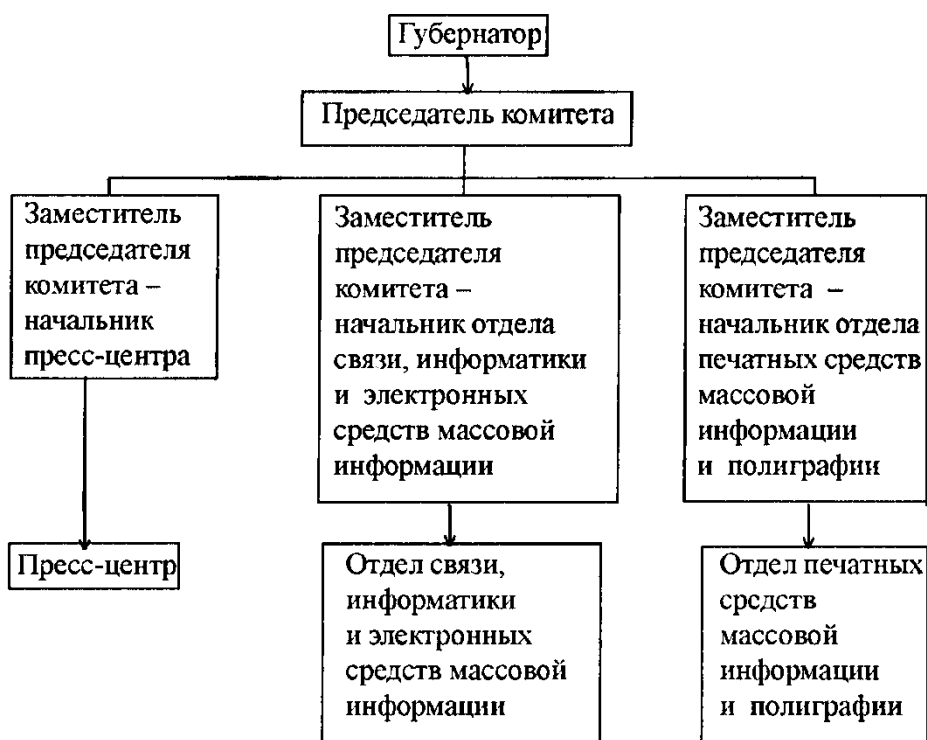 Губернатор
Председатель комитета
Заместитель
председателя
комитета –
начальник
пресс-центра
Заместитель
председателя
комитета –
начальник отдела
связи, информатики
и электронных
средств массовой
информации
Заместитель
председателя
комитета –
начальник отдела
печатных средств
массовой
информации
и полиграфии
Пресс-центр
Отдел связи,
информатики
и электронных
средств массовой
информации
Отдел печатных
средств
массовой
информации
и полиграфии